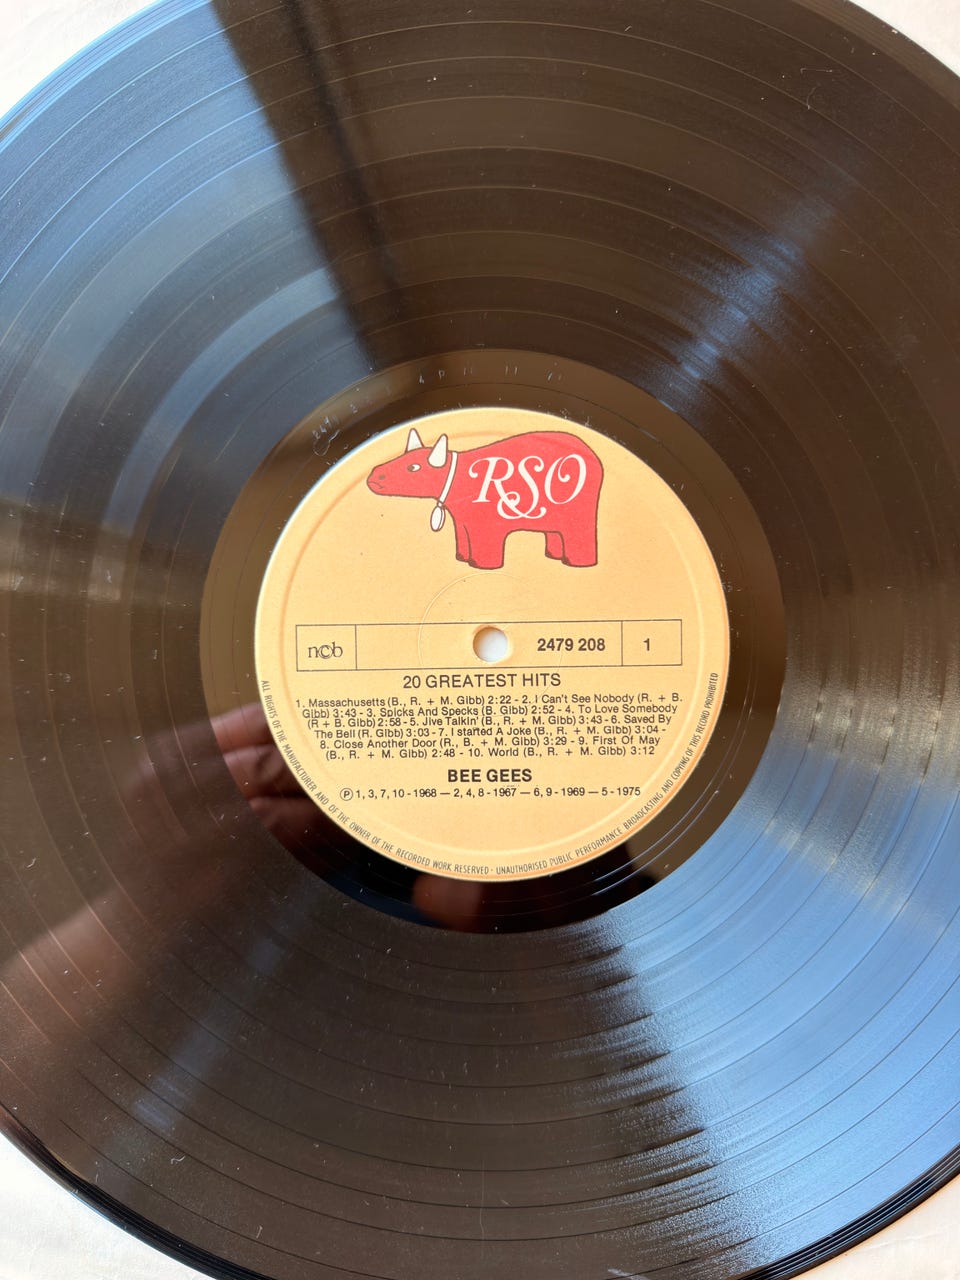 RSO
ncb
2479 208
1
20 GREATEST HITS
1. Massachusetts (B., R. + M. Gibb) 2:22 - 2. I Can't See Nobody (R. + B.
Gibb) 3:43 - 3. Spicks And Specks (B. Gibb) 2:52 - 4. To Love Somebody
(R + B. Gibb) 2:58 - 5. Jive Talkin' (B., R. + M. Gibb) 3:43 - 6. Saved By
The Bell (R. Gibb) 3:03 - 7. I started A Joke (B., R. + M. Gibb) 3:04 -
8. Close Another Door (R., B. + M. Gibb) 3:29 - 9. First Of May
(B., R. + M. Gibb) 2:48 - 10. World (B., R. + M. Gibb) 3:12
BEE GEES
Ⓟ 1, 3, 7, 10 - 1968 — 2, 4, 8 - 1967 — 6, 9 - 1969 — 5 - 1975
ALL RIGHTS OF THE MANUFACTURER AND OF THE OWNER OF THE RECORDED WORK RESERVED · UNAUTHORISED PUBLIC PERFORMANCE BROADCASTING AND COPYING OF THIS RECORD PROHIBITED